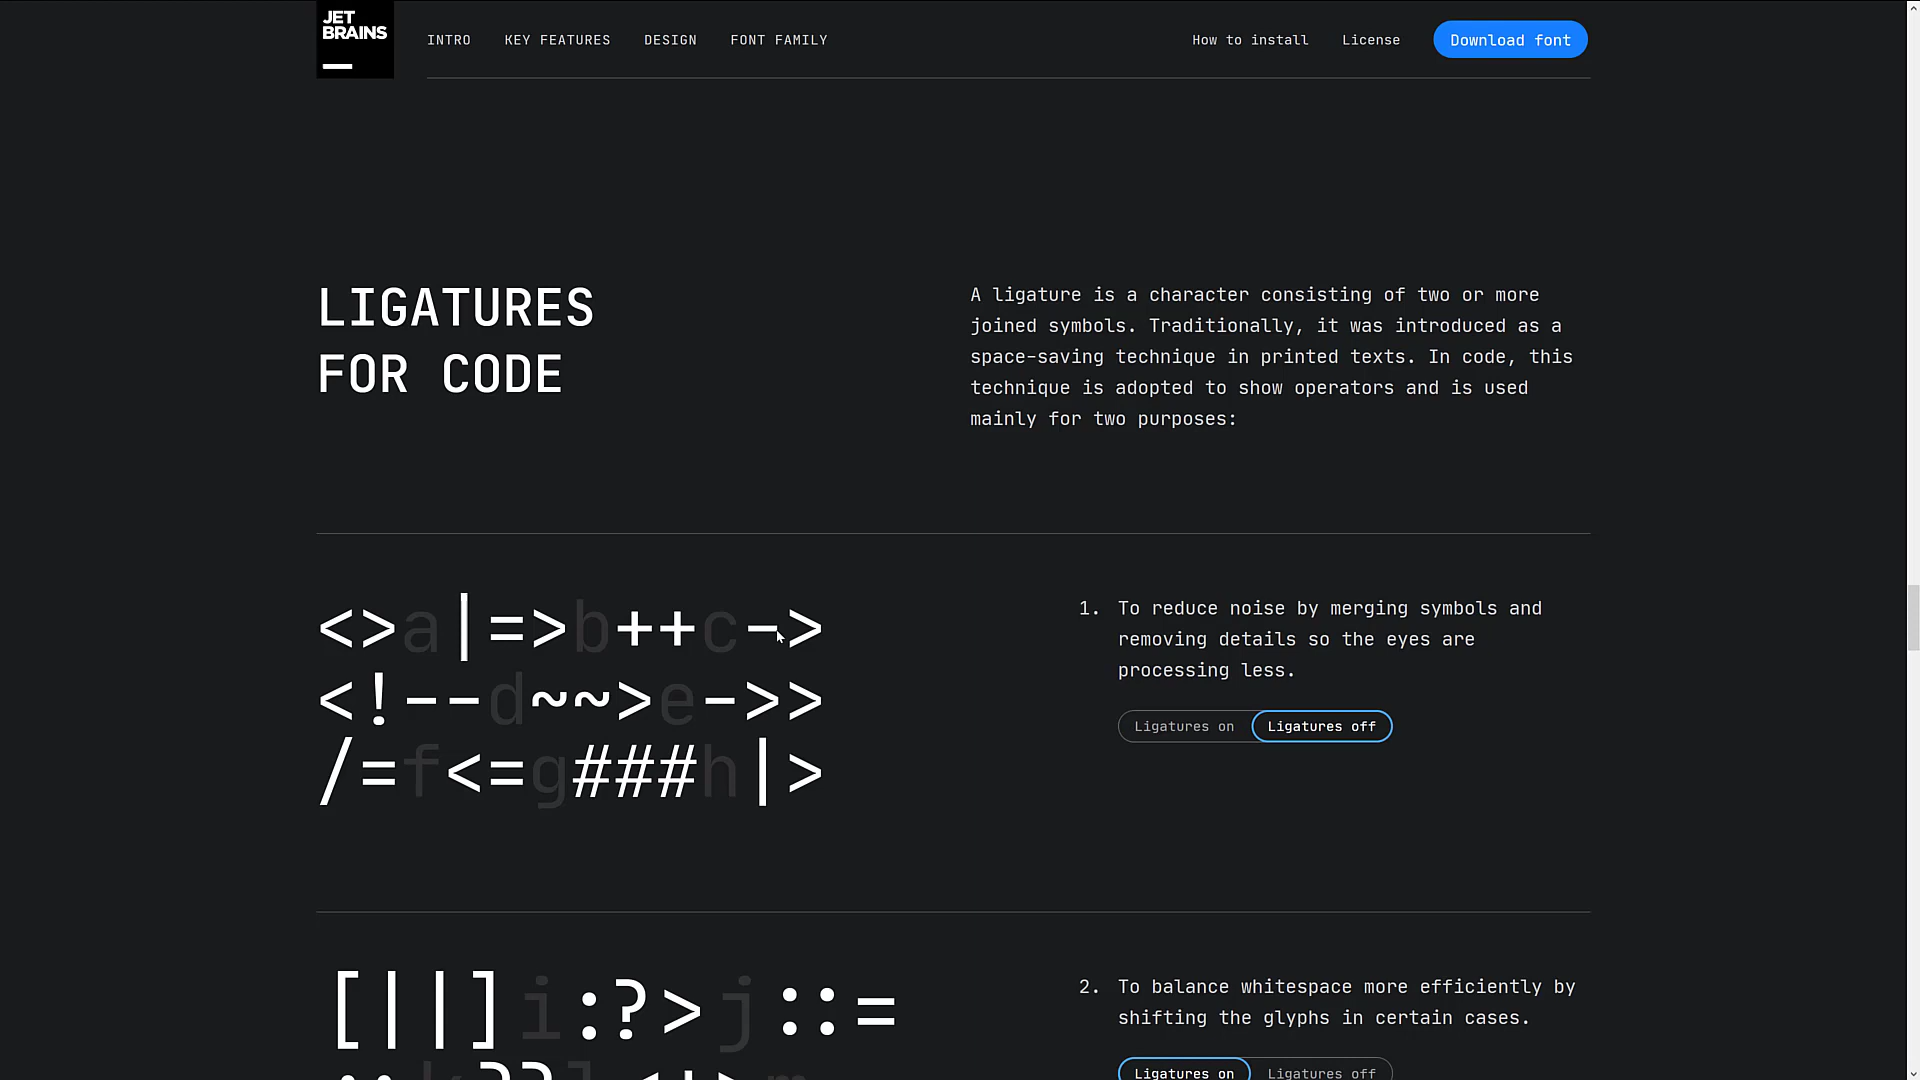 JET
BRAINS
INTRO
KEY FEATURES
DESIGN
FONT FAMILY
How to install
License
Download font
LIGATURES
FOR CODE
A ligature is a character consisting of two or more
joined symbols. Traditionally, it was introduced as a
space-saving technique in printed texts. In code, this
technique is adopted to show operators and is used
mainly for two purposes:
<>a|=>b++c->
<!--d~~>e->>
/=f<=g###h|>
1. To reduce noise by merging symbols and
removing details so the eyes are
processing less.
Ligatures on
Ligatures off
[||]i:?>j::=
2. To balance whitespace more efficiently by
shifting the glyphs in certain cases.
Ligatures on
Ligatures off